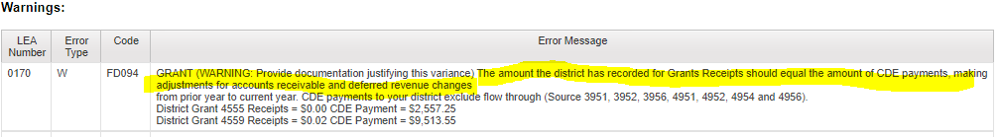 Warnings:
LEA Number Error Type Code Error Message
0170 W FD094 GRANT (WARNING: Provide documentation justifying this variance) The amount the district has recorded for Grants Receipts should equal the amount of CDE payments, making
adjustments for accounts receivable and deferred revenue changes
from prior year to current year. CDE payments to your district exclude flow through (Source 3951, 3952, 3956, 4951, 4952, 4954 and 4956).
District Grant 4555 Receipts = $0.00 CDE Payment = $2,557.25
District Grant 4559 Receipts = $0.02 CDE Payment = $9,513.55